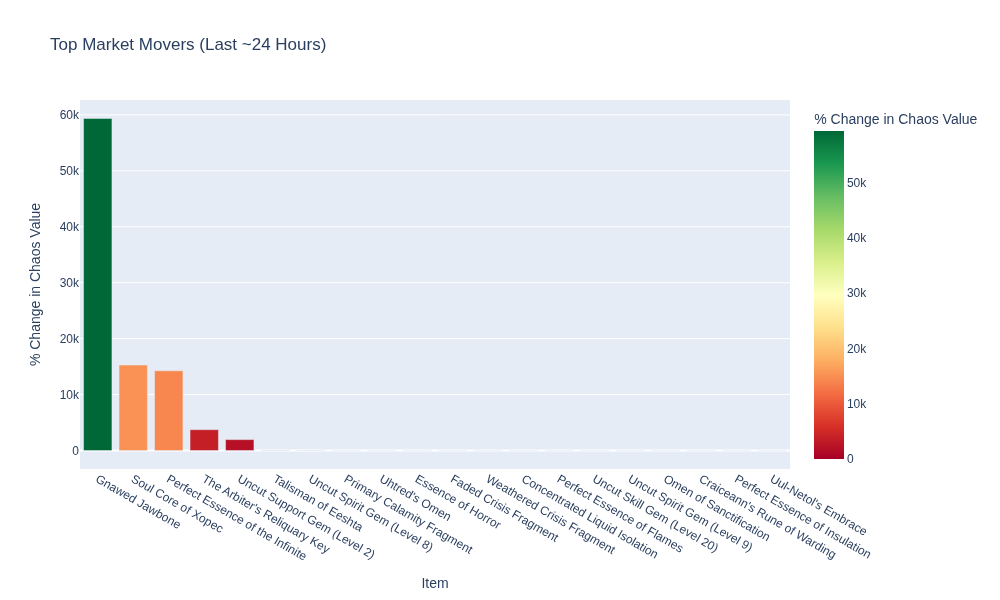 Top Market Movers (Last ~24 Hours)
% Change in Chaos Value
60k
50k
40k
30k
20k
10k
0
% Change in Chaos Value
50k
40k
30k
20k
10k
0
Gnawed Jawbone
Soul Core of Xopec
Perfect Essence of the Infinite
The Arbiter's Reliquary Key
Uncut Support Gem (Level 2)
Talisman of Eeshta
Uncut Spirit Gem (Level 8)
Primary Calamity Fragment
Uhtred's Omen
Essence of Horror
Faded Crisis Fragment
Weathered Crisis Fragment
Concentrated Liquid Isolation
Perfect Essence of Flames
Uncut Skill Gem (Level 20)
Uncut Spirit Gem (Level 9)
Omen of Sanctification
Craiceann's Rune of Warding
Perfect Essence of Insulation
Uul-Netol's Embrace
Item